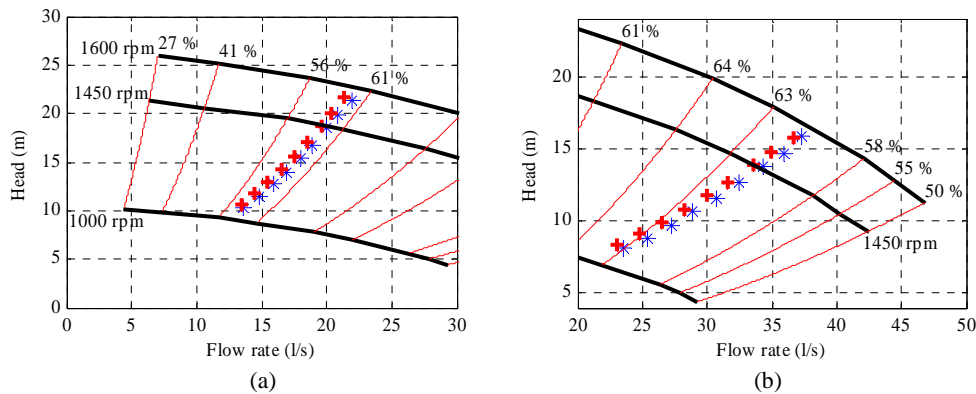 30
25
20
15
10
5
0
Head (m)
1600 rpm
1450 rpm
1000 rpm
27 %
41 %
56 %
61 %
0 5 10 15 20 25 30
Flow rate (l/s)
(a)
20
15
10
5
Head (m)
61 %
64 %
63 %
58 %
55 %
50 %
1450 rpm
20 25 30 35 40 45 50
Flow rate (l/s)
(b)